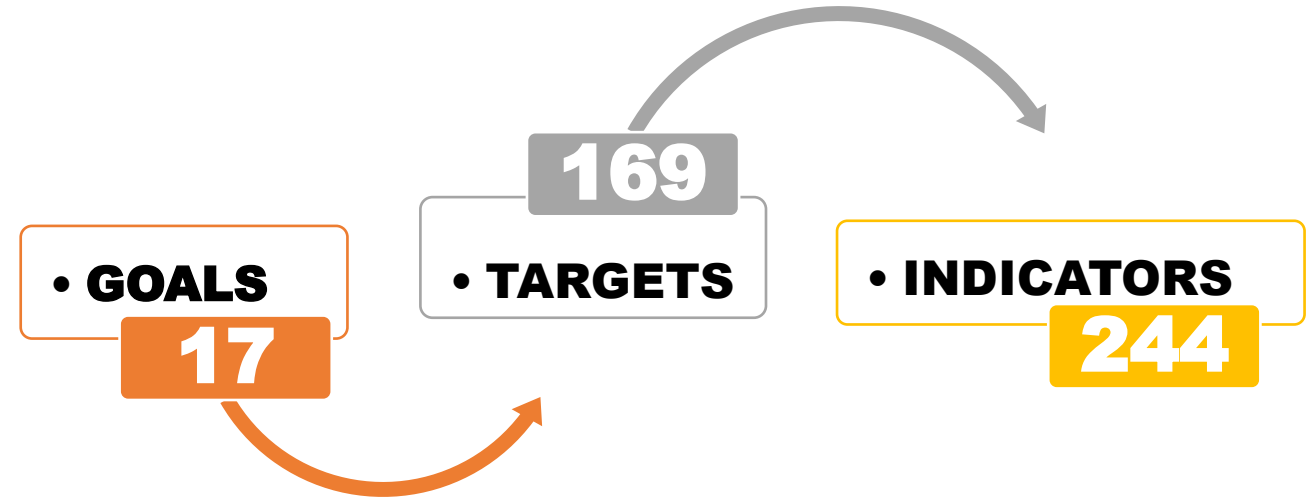 • GOALS
17
169
• TARGETS
• INDICATORS
244